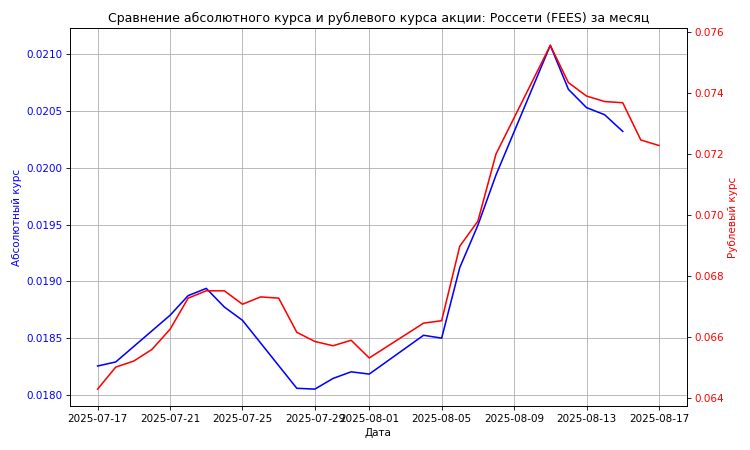 Сравнение абсолютного курса и рублевого курса акции: Россети (FEES) за месяц
Абсолютный курс
0.0210
0.0205
0.0200
0.0195
0.0190
0.0185
0.0180
0.076
0.074
0.072
0.070
0.068
0.066
0.064
Рублевый курс
2025-07-17 2025-07-21 2025-07-25 2025-07-29 2025-08-01 2025-08-05 2025-08-09 2025-08-13 2025-08-17
Дата